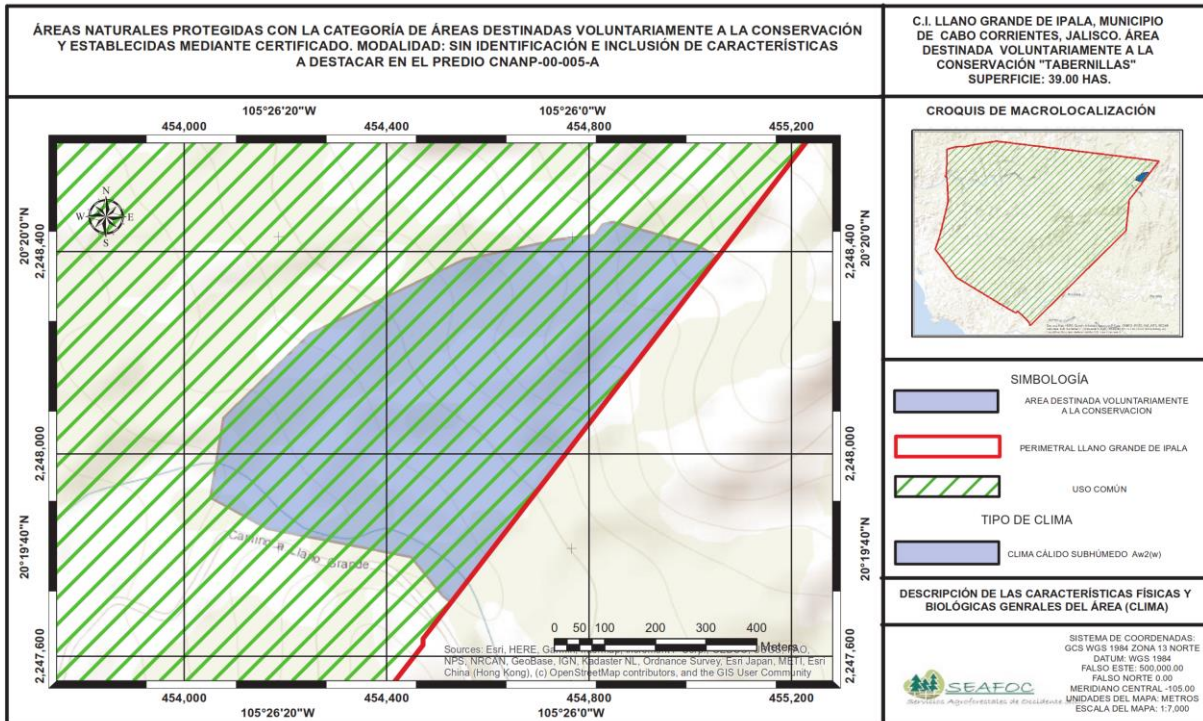 ÁREAS NATURALES PROTEGIDAS CON LA CATEGORÍA DE ÁREAS DESTINADAS VOLUNTARIAMENTE A LA CONSERVACIÓN
Y ESTABLECIDAS MEDIANTE CERTIFICADO. MODALIDAD: SIN IDENTIFICACIÓN E INCLUSIÓN DE CARACTERÍSTICAS
A DESTACAR EN EL PREDIO CNANP-00-005-A
C.I. LLANO GRANDE DE IPALA, MUNICIPIO
DE CABO CORRIENTES, JALISCO. ÁREA
DESTINADA VOLUNTARIAMENTE A LA
CONSERVACIÓN "TABERNILLAS"
SUPERFICIE: 39.00 HAS.
105°26'20"W 105°26'0"W
454,000 454,400 454,800 455,200
N
W E
S
20°20'0"N
2,248,400
2,248,000
20°19'40"N
2,247,600
20°20'0"N
2,248,400
2,248,000
20°19'40"N
2,247,600
Camino a Llano Grande
0 50 100 200 300 400
Meters
Sources: Esri, HERE,
NPS, NRCAN, GeoBase, IGN, Kadaster NL, Ordnance Survey, Esri Japan, METI, Esri
China (Hong Kong), (c) OpenStreetMap contributors, and the GIS User Community
454,000 454,400 454,800 455,200
105°26'20"W 105°26'0"W
CROQUIS DE MACROLOCALIZACIÓN
SIMBOLOGÍA
AREA DESTINADA VOLUNTARIAMENTE
A LA CONSERVACION
PERIMETRAL LLANO GRANDE DE IPALA
USO COMÚN
TIPO DE CLIMA
CLIMA CÁLIDO SUBHÚMEDO Aw2(w)
DESCRIPCIÓN DE LAS CARACTERÍSTICAS FÍSICAS Y
BIOLÓGICAS GENRALES DEL ÁREA (CLIMA)
SEAFOC
Servicios Agroforestales de Occidente
SISTEMA DE COORDENADAS:
GCS WGS 1984 ZONA 13 NORTE
DATUM: WGS 1984
FALSO ESTE: 500,000.00
FALSO NORTE 0.00
MERIDIANO CENTRAL -105.00
UNIDADES DEL MAPA: METROS
ESCALA DEL MAPA: 1:7,000